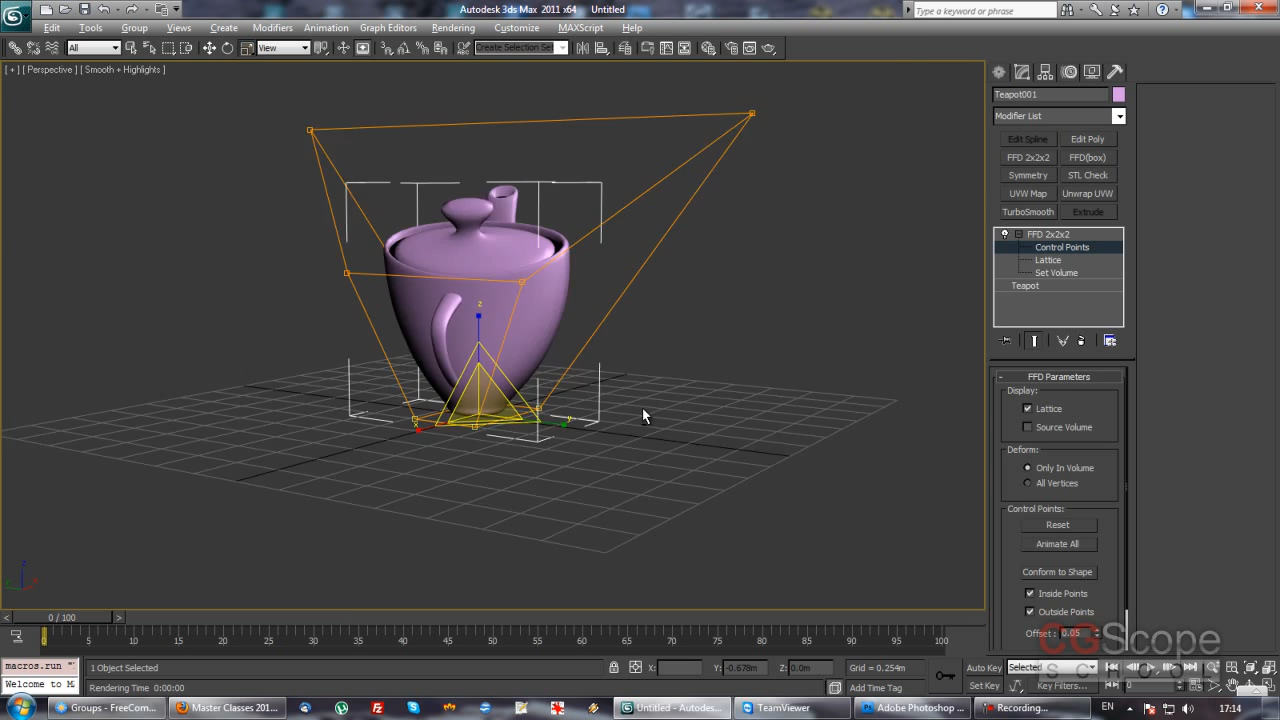 Autodesk 3ds Max 2011 x64 Untitled
Type a keyword or phrase
Edit Tools Group Views Create Modifiers Animation Graph Editors Rendering Customize MAXScript Help
All View Create Selection Set
[ + ] [ Perspective ] [ Smooth + Highlights ]
Teapot001
Modifier List
Edit Spline Edit Poly
FFD 2x2x2 FFD(box)
Symmetry STL Check
UVW Map Unwrap UVW
TurboSmooth Extrude
FFD 2x2x2
Control Points
Lattice
Set Volume
Teapot
z
x y
FFD Parameters
Display:
Lattice
Source Volume
Deform:
Only In Volume
All Vertices
Control Points:
Reset
Animate All
Conform to Shape
Inside Points
Outside Points
Offset : 0.05
CGScope
SCHOOL
z
< 0 / 100 >
0 5 10 15 20 25 30 35 40 45 50 55 60 65 70 75 80 85 90 95 100
macros.run "
1 Object Selected X: Y: -0.678m Z: 0.0m Grid = 0.254m Auto Key Selected
Welcome to M
Rendering Time 0:00:00 Add Time Tag Set Key Key Filters... 0
Groups - FreeCom... Master Classes 201... Untitled - Autodes... TeamViewer Adobe Photoshop ... Recording... EN 17:14